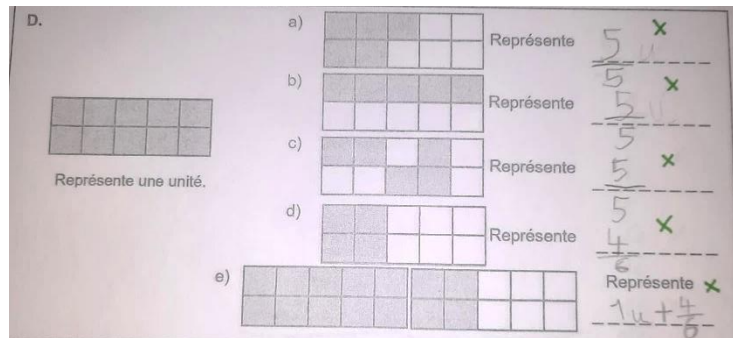 D.
a)
Représente 5/5
b)
Représente 5/5
c)
Représente 5/5
Représente une unité.
d)
Représente 4/6
e)
Représente
1u + 4/6